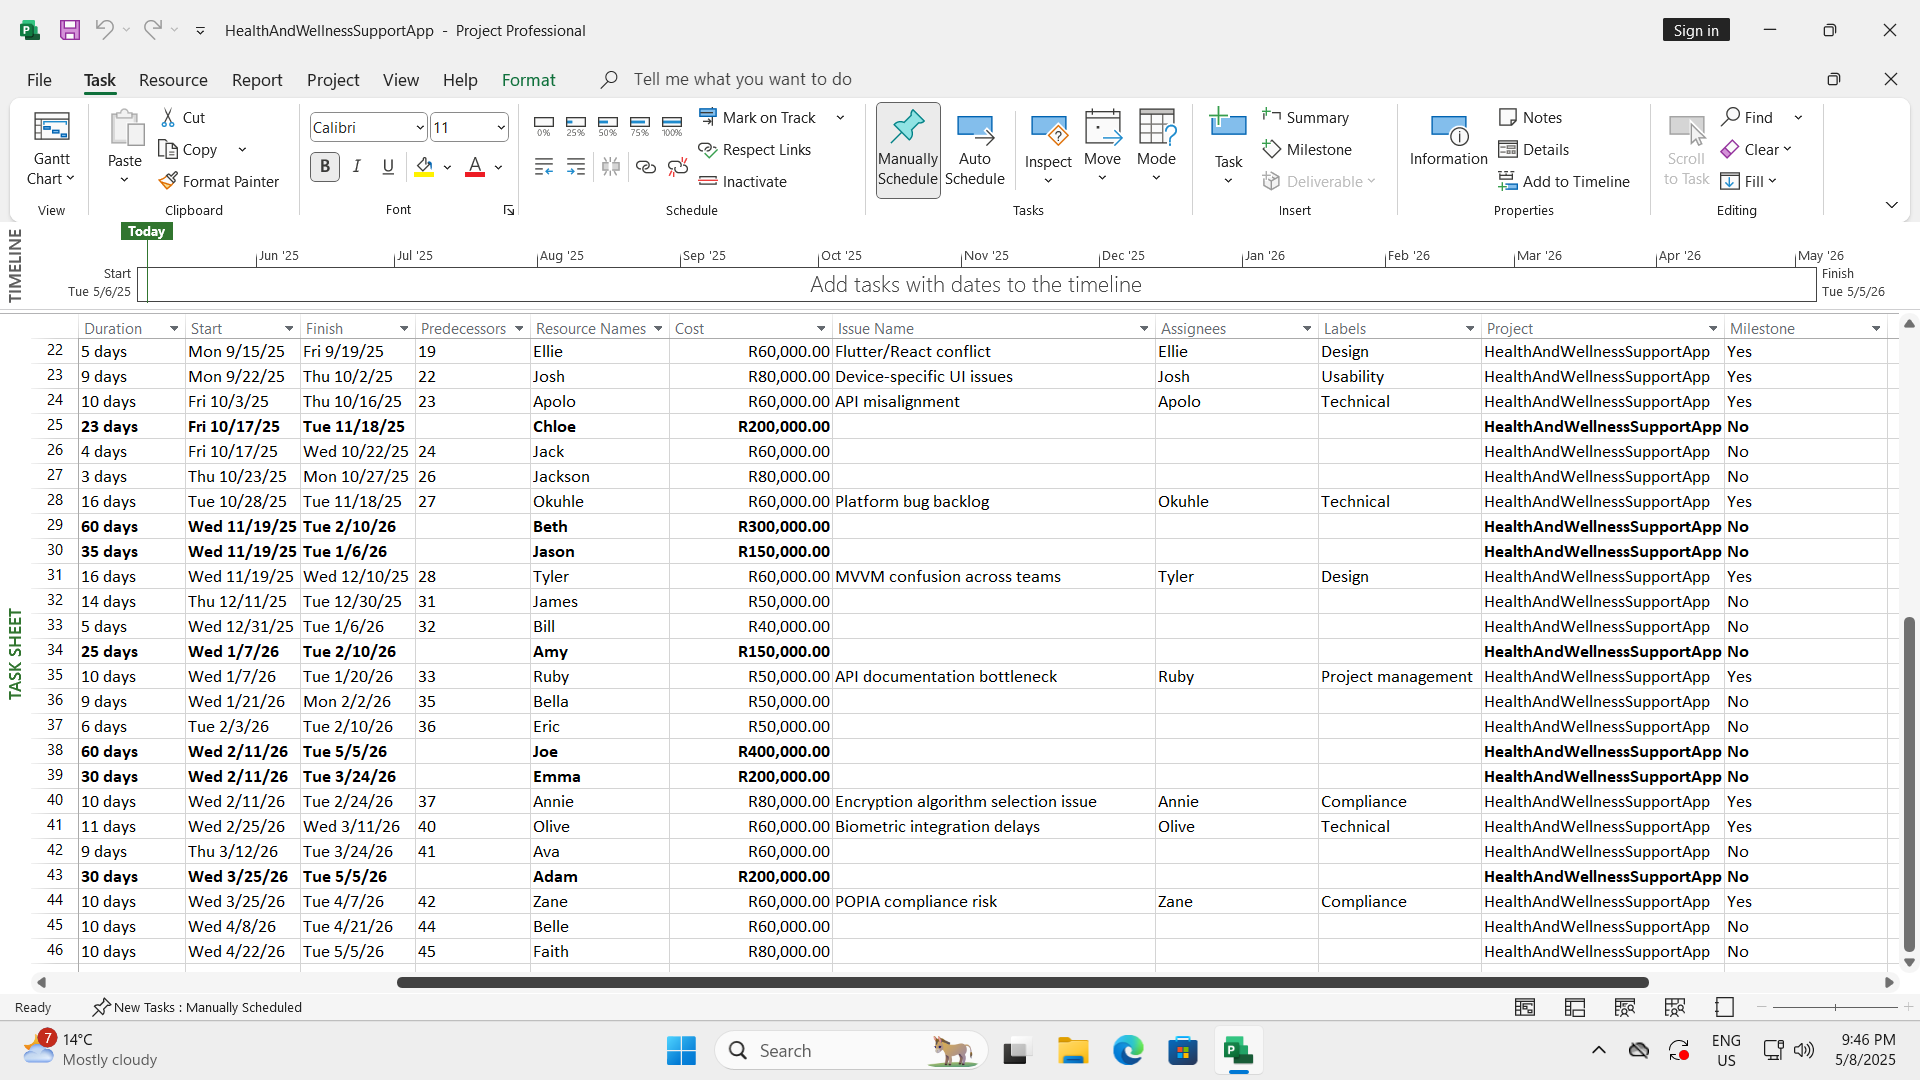 HealthAndWellnessSupportApp - Project Professional
Sign in
File Task Resource Report Project View Help Format Tell me what you want to do
Gantt Chart
View
Paste
Cut
Copy
Format Painter
Clipboard
Calibri 11
B I U A
Font
0% 25% 50% 75% 100%
Mark on Track
Respect Links
Inactivate
Schedule
Manually Schedule
Auto Schedule
Inspect
Move
Mode
Tasks
Task
Summary
Milestone
Deliverable
Insert
Information
Notes
Details
Add to Timeline
Properties
Scroll to Task
Find
Clear
Fill
Editing
TIMELINE
Today
Jun '25 Jul '25 Aug '25 Sep '25 Oct '25 Nov '25 Dec '25 Jan '26 Feb '26 Mar '26 Apr '26 May '26
Start
Tue 5/6/25
Add tasks with dates to the timeline
Finish
Tue 5/5/26
TASK SHEET
Duration Start Finish Predecessors Resource Names Cost Issue Name Assignees Labels Project Milestone
22 5 days Mon 9/15/25 Fri 9/19/25 19 Ellie R60,000.00 Flutter/React conflict Ellie Design HealthAndWellnessSupportApp Yes
23 9 days Mon 9/22/25 Thu 10/2/25 22 Josh R80,000.00 Device-specific UI issues Josh Usability HealthAndWellnessSupportApp Yes
24 10 days Fri 10/3/25 Thu 10/16/25 23 Apolo R60,000.00 API misalignment Apolo Technical HealthAndWellnessSupportApp Yes
25 23 days Fri 10/17/25 Tue 11/18/25 Chloe R200,000.00 HealthAndWellnessSupportApp No
26 4 days Fri 10/17/25 Wed 10/22/25 24 Jack R60,000.00 HealthAndWellnessSupportApp No
27 3 days Thu 10/23/25 Mon 10/27/25 26 Jackson R80,000.00 HealthAndWellnessSupportApp No
28 16 days Tue 10/28/25 Tue 11/18/25 27 Okuhle R60,000.00 Platform bug backlog Okuhle Technical HealthAndWellnessSupportApp Yes
29 60 days Wed 11/19/25 Tue 2/10/26 Beth R300,000.00 HealthAndWellnessSupportApp No
30 35 days Wed 11/19/25 Tue 1/6/26 Jason R150,000.00 HealthAndWellnessSupportApp No
31 16 days Wed 11/19/25 Wed 12/10/25 28 Tyler R60,000.00 MVVM confusion across teams Tyler Design HealthAndWellnessSupportApp Yes
32 14 days Thu 12/11/25 Tue 12/30/25 31 James R50,000.00 HealthAndWellnessSupportApp No
33 5 days Wed 12/31/25 Tue 1/6/26 32 Bill R40,000.00 HealthAndWellnessSupportApp No
34 25 days Wed 1/7/26 Tue 2/10/26 Amy R150,000.00 HealthAndWellnessSupportApp No
35 10 days Wed 1/7/26 Tue 1/20/26 33 Ruby R50,000.00 API documentation bottleneck Ruby Project management HealthAndWellnessSupportApp Yes
36 9 days Wed 1/21/26 Mon 2/2/26 35 Bella R50,000.00 HealthAndWellnessSupportApp No
37 6 days Tue 2/3/26 Tue 2/10/26 36 Eric R50,000.00 HealthAndWellnessSupportApp No
38 60 days Wed 2/11/26 Tue 5/5/26 Joe R400,000.00 HealthAndWellnessSupportApp No
39 30 days Wed 2/11/26 Tue 3/24/26 Emma R200,000.00 HealthAndWellnessSupportApp No
40 10 days Wed 2/11/26 Tue 2/24/26 37 Annie R80,000.00 Encryption algorithm selection issue Annie Compliance HealthAndWellnessSupportApp Yes
41 11 days Wed 2/25/26 Wed 3/11/26 40 Olive R60,000.00 Biometric integration delays Olive Technical HealthAndWellnessSupportApp Yes
42 9 days Thu 3/12/26 Tue 3/24/26 41 Ava R60,000.00 HealthAndWellnessSupportApp No
43 30 days Wed 3/25/26 Tue 5/5/26 Adam R200,000.00 HealthAndWellnessSupportApp No
44 10 days Wed 3/25/26 Tue 4/7/26 42 Zane R60,000.00 POPIA compliance risk Zane Compliance HealthAndWellnessSupportApp Yes
45 10 days Wed 4/8/26 Tue 4/21/26 44 Belle R60,000.00 HealthAndWellnessSupportApp No
46 10 days Wed 4/22/26 Tue 5/5/26 45 Faith R80,000.00 HealthAndWellnessSupportApp No
Ready New Tasks : Manually Scheduled
7
14°C
Mostly cloudy
Search
ENG
US
9:46 PM
5/8/2025